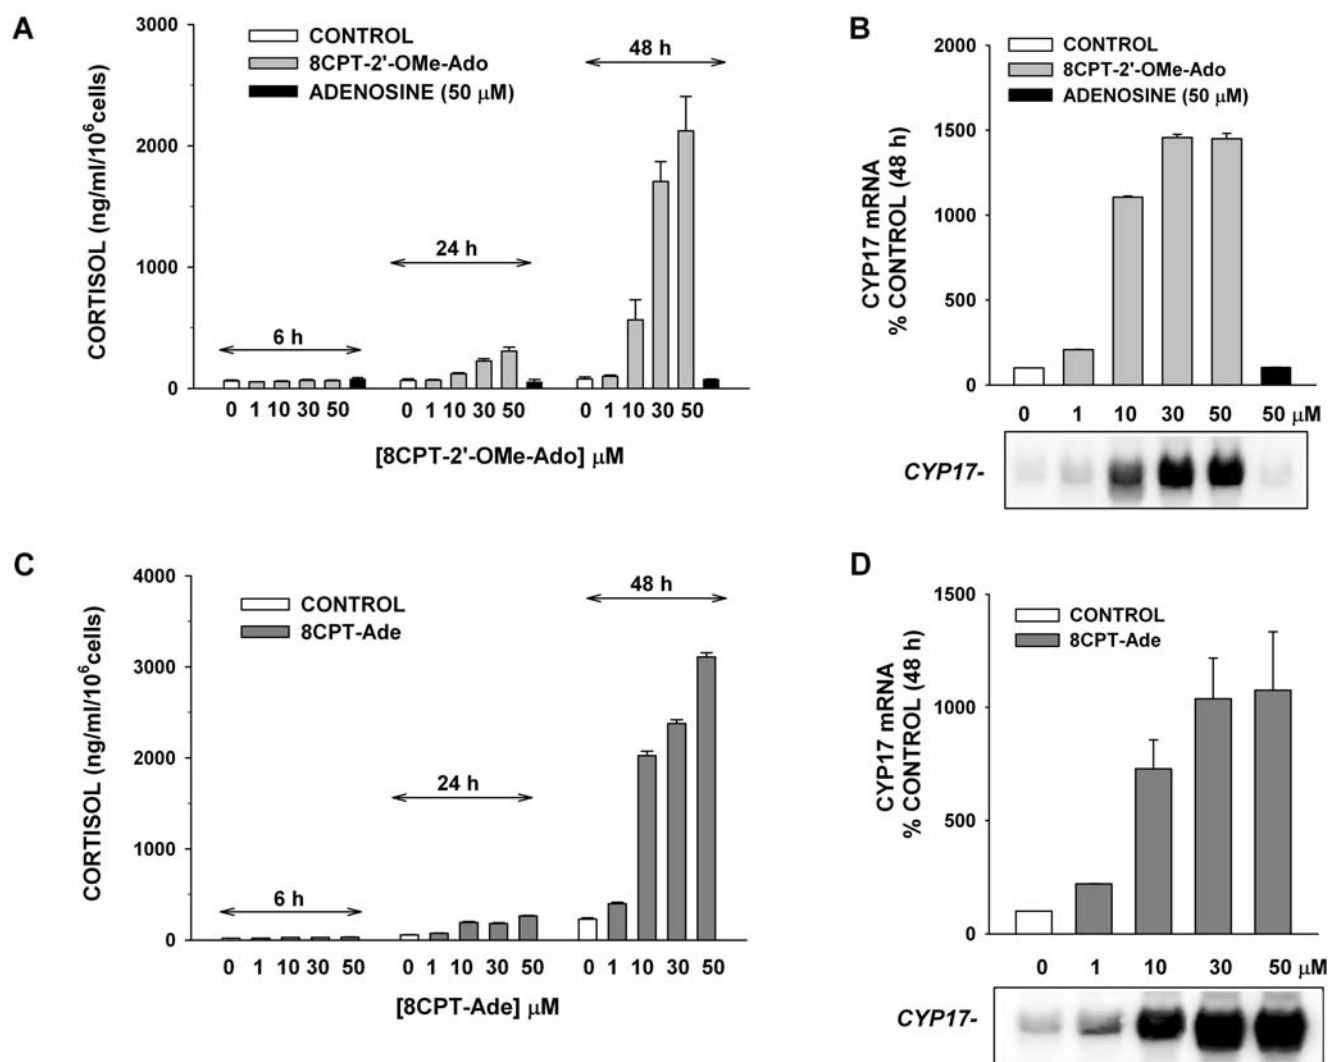 A
CORTISOL (ng/ml/10⁶cells)
3000
2000
1000
0
CONTROL
8CPT-2'-OMe-Ado
ADENOSINE (50 µM)
6 h
24 h
48 h
0 1 10 30 50 0 1 10 30 50 0 1 10 30 50
[8CPT-2'-OMe-Ado] µM
B
CYP17 mRNA
% CONTROL (48 h)
2000
1500
1000
500
0
CONTROL
8CPT-2'-OMe-Ado
ADENOSINE (50 µM)
0 1 10 30 50 50 µM
CYP17-
C
CORTISOL (ng/ml/10⁶cells)
4000
3000
2000
1000
0
CONTROL
8CPT-Ade
6 h
24 h
48 h
0 1 10 30 50 0 1 10 30 50 0 1 10 30 50
[8CPT-Ade] µM
D
CYP17 mRNA
% CONTROL (48 h)
1500
1000
500
0
CONTROL
8CPT-Ade
0 1 10 30 50 µM
CYP17-